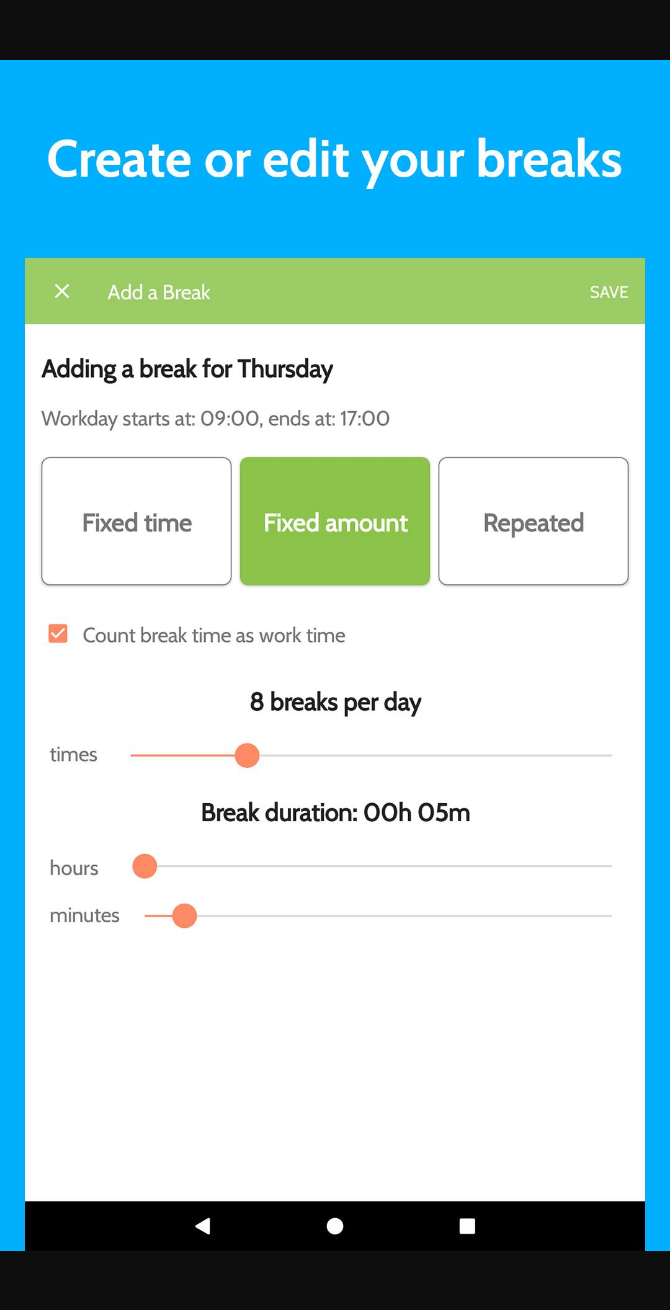 Create or edit your breaks
Add a Break
SAVE
Adding a break for Thursday
Workday starts at: 09:00, ends at: 17:00
Fixed time
Fixed amount
Repeated
Count break time as work time
8 breaks per day
times
Break duration: 00h 05m
hours
minutes